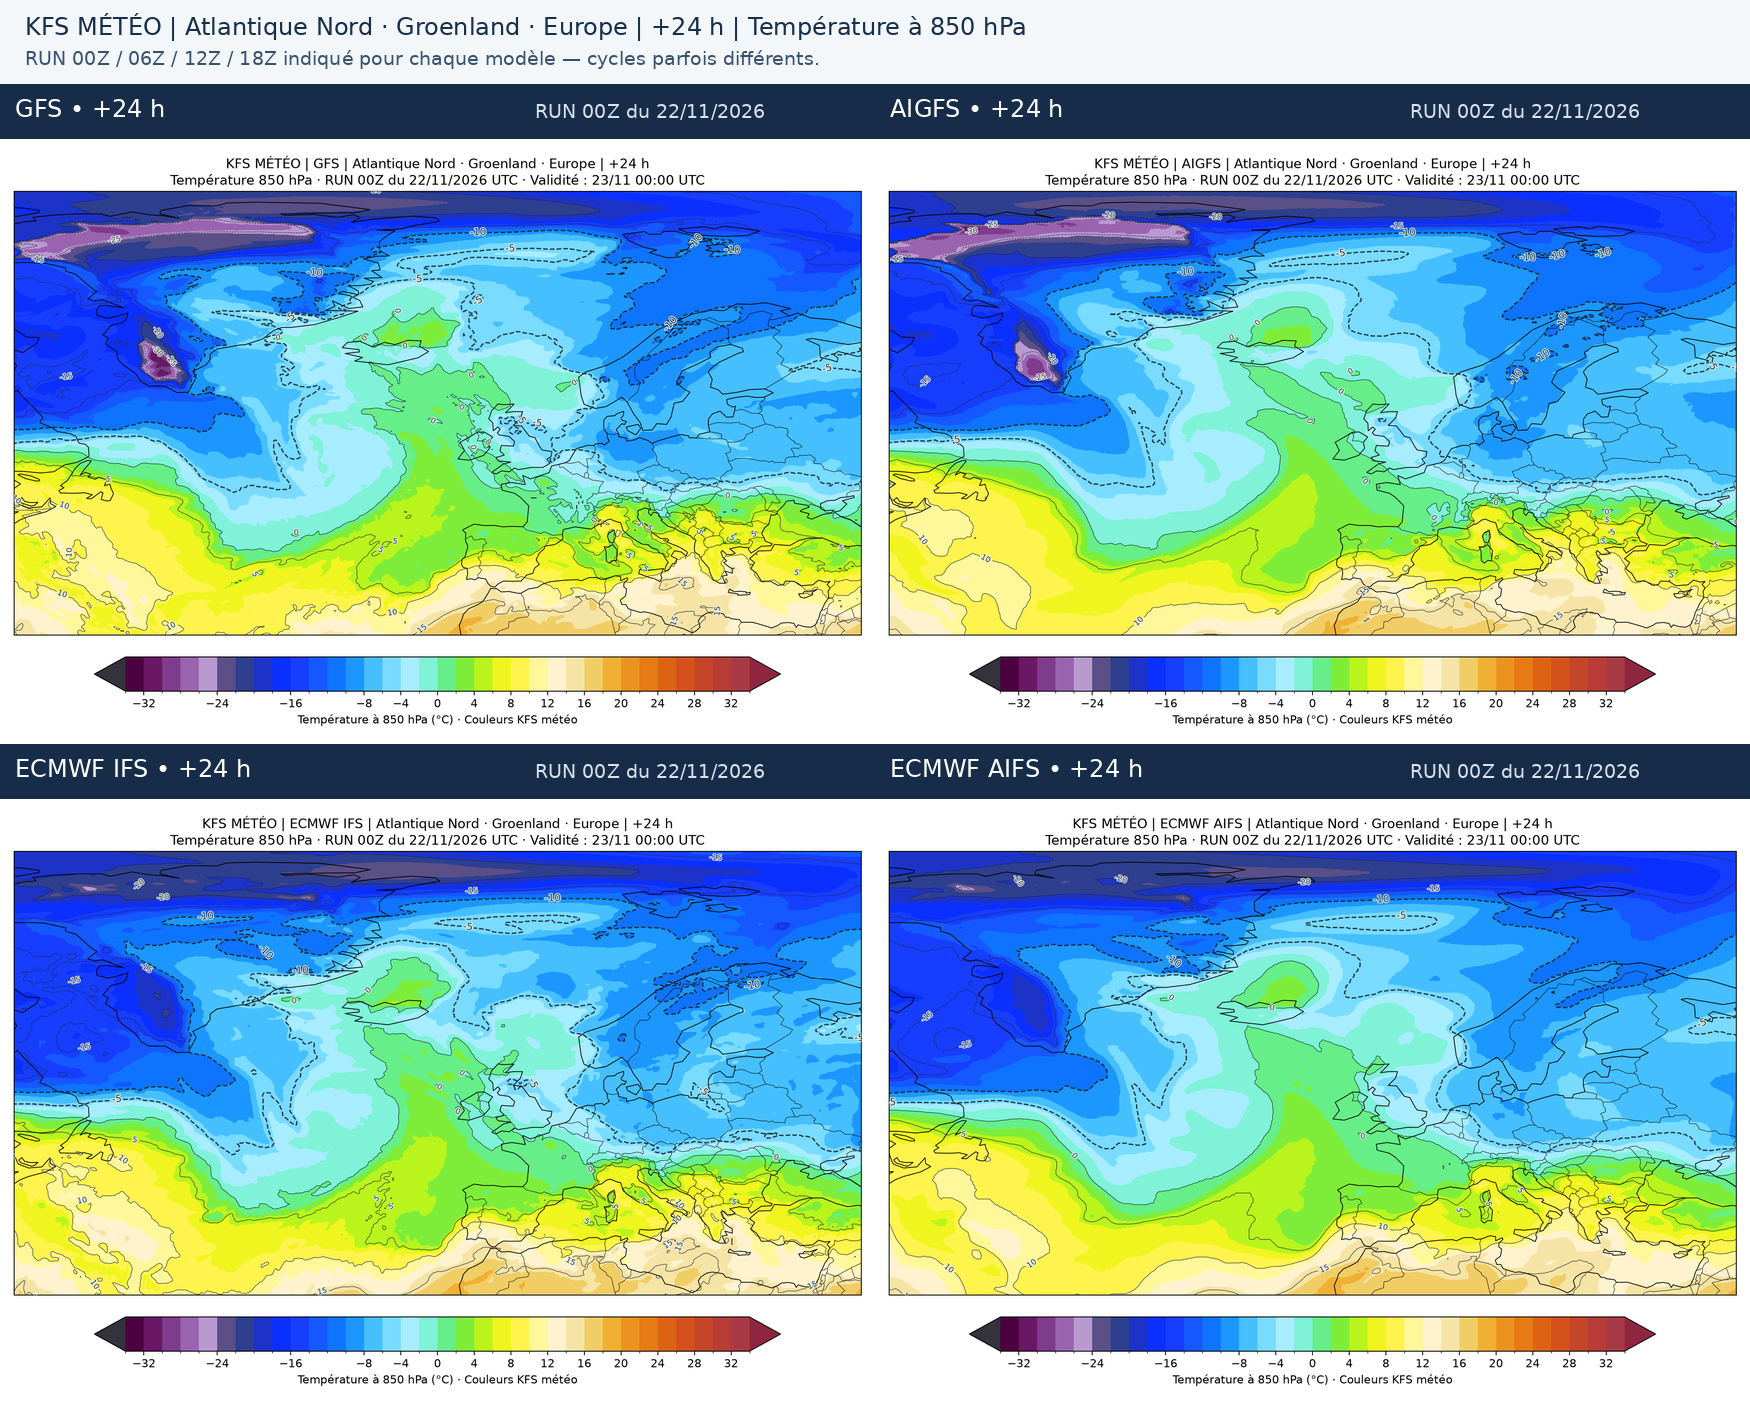 KFS MÉTÉO | Atlantique Nord · Groenland · Europe | +24 h | Température à 850 hPa
RUN 00Z / 06Z / 12Z / 18Z indiqué pour chaque modèle — cycles parfois différents.
GFS • +24 h
RUN 00Z du 22/11/2026
KFS MÉTÉO | GFS | Atlantique Nord · Groenland · Europe | +24 h
Température 850 hPa · RUN 00Z du 22/11/2026 UTC · Validité : 23/11 00:00 UTC
−32 −24 −16 −8 −4 0 4 8 12 16 20 24 28 32
Température à 850 hPa (°C) · Couleurs KFS météo
AIGFS • +24 h
RUN 00Z du 22/11/2026
KFS MÉTÉO | AIGFS | Atlantique Nord · Groenland · Europe | +24 h
Température 850 hPa · RUN 00Z du 22/11/2026 UTC · Validité : 23/11 00:00 UTC
−32 −24 −16 −8 −4 0 4 8 12 16 20 24 28 32
Température à 850 hPa (°C) · Couleurs KFS météo
ECMWF IFS • +24 h
RUN 00Z du 22/11/2026
KFS MÉTÉO | ECMWF IFS | Atlantique Nord · Groenland · Europe | +24 h
Température 850 hPa · RUN 00Z du 22/11/2026 UTC · Validité : 23/11 00:00 UTC
−32 −24 −16 −8 −4 0 4 8 12 16 20 24 28 32
Température à 850 hPa (°C) · Couleurs KFS météo
ECMWF AIFS • +24 h
RUN 00Z du 22/11/2026
KFS MÉTÉO | ECMWF AIFS | Atlantique Nord · Groenland · Europe | +24 h
Température 850 hPa · RUN 00Z du 22/11/2026 UTC · Validité : 23/11 00:00 UTC
−32 −24 −16 −8 −4 0 4 8 12 16 20 24 28 32
Température à 850 hPa (°C) · Couleurs KFS météo